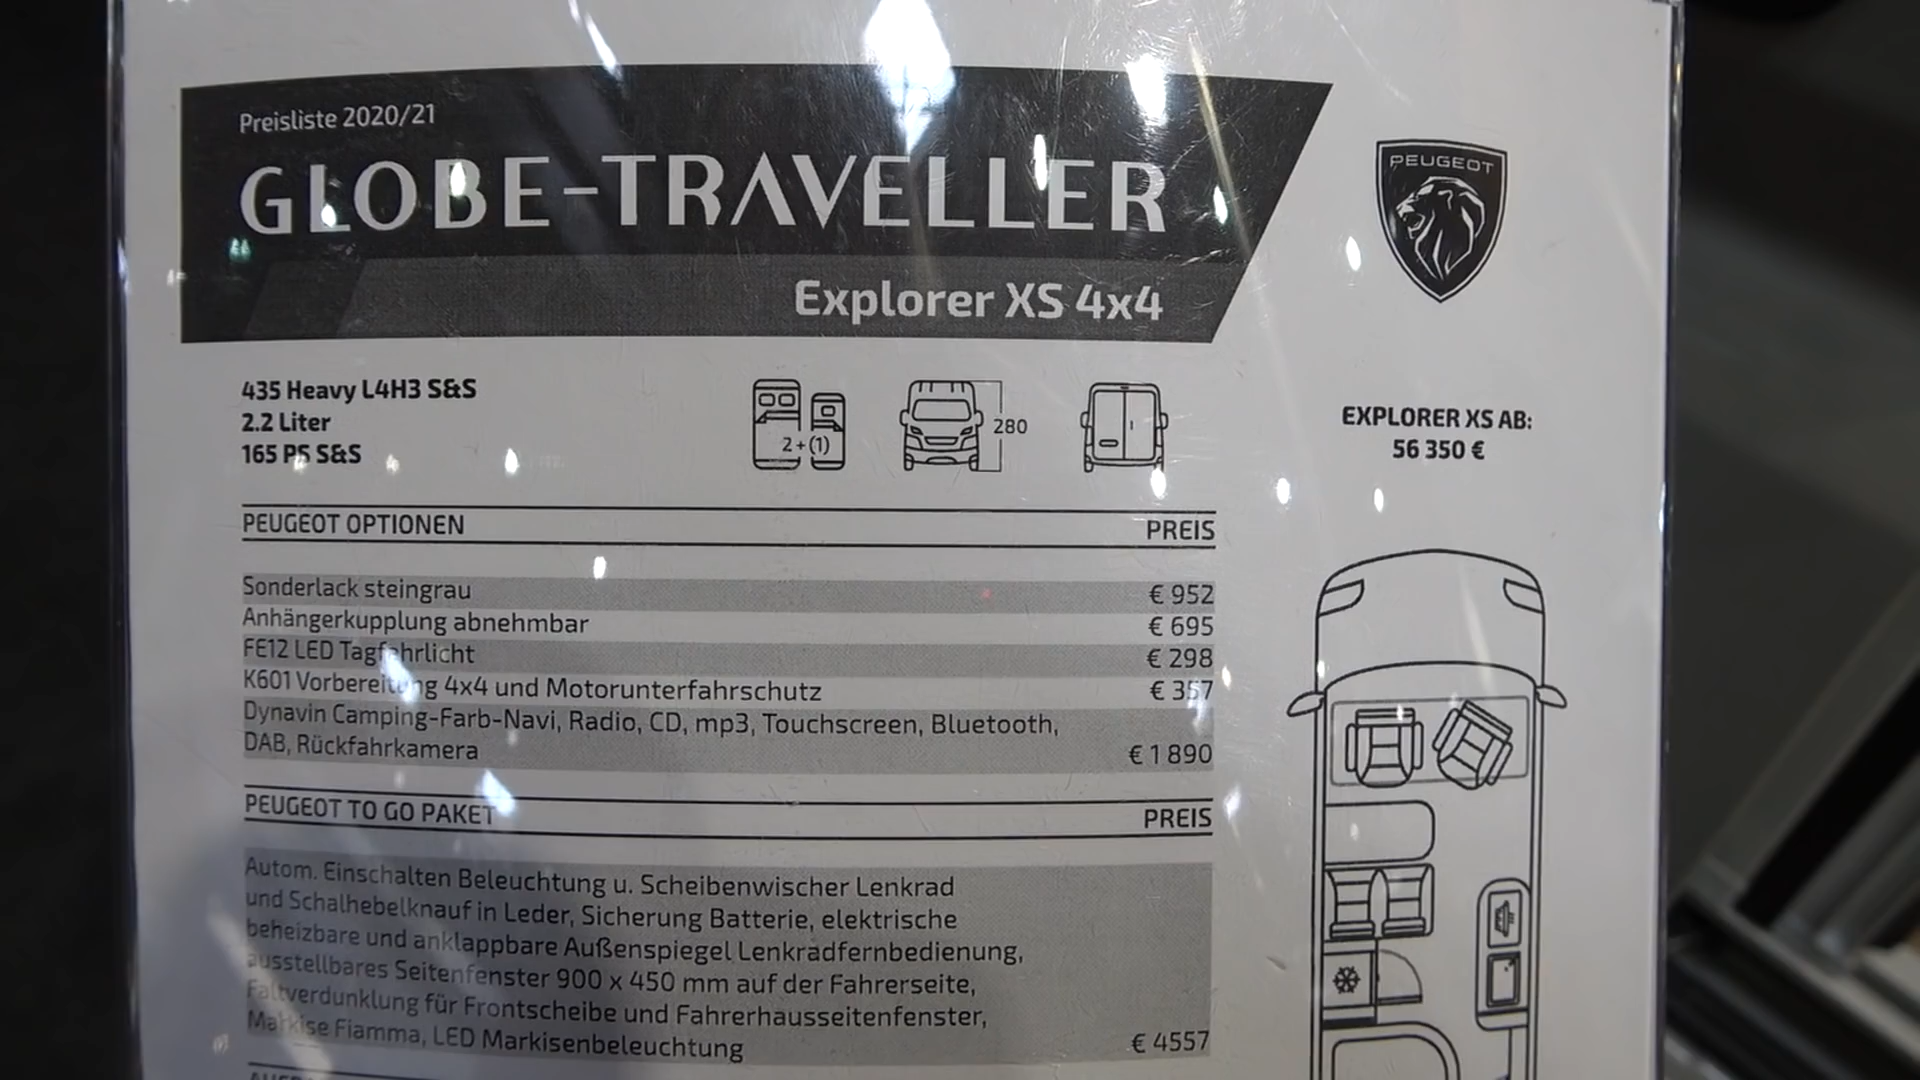 Preisliste 2020/21
GLOBE-TRAVELLER
Explorer XS 4x4
PEUGEOT
435 Heavy L4H3 S&S
2.2 Liter
165 PS S&S
2+(1)
280
EXPLORER XS AB:
56 350 €
PEUGEOT OPTIONEN PREIS
Sonderlack steingrau € 952
Anhängerkupplung abnehmbar € 695
FE12 LED Tagfahrlicht € 298
K601 Vorbereitung 4x4 und Motorunterfahrschutz € 357
Dynavin Camping-Farb-Navi, Radio, CD, mp3, Touchscreen, Bluetooth,
DAB, Rückfahrkamera € 1 890
PEUGEOT TO GO PAKET PREIS
Autom. Einschalten Beleuchtung u. Scheibenwischer Lenkrad
und Schalhebelknauf in Leder, Sicherung Batterie, elektrische
beheizbare und anklappbare Außenspiegel Lenkradfernbedienung,
ausstellbares Seitenfenster 900 x 450 mm auf der Fahrerseite,
Faltverdunklung für Frontscheibe und Fahrerhausseitenfenster,
Markise Fiamma, LED Markisenbeleuchtung € 4557